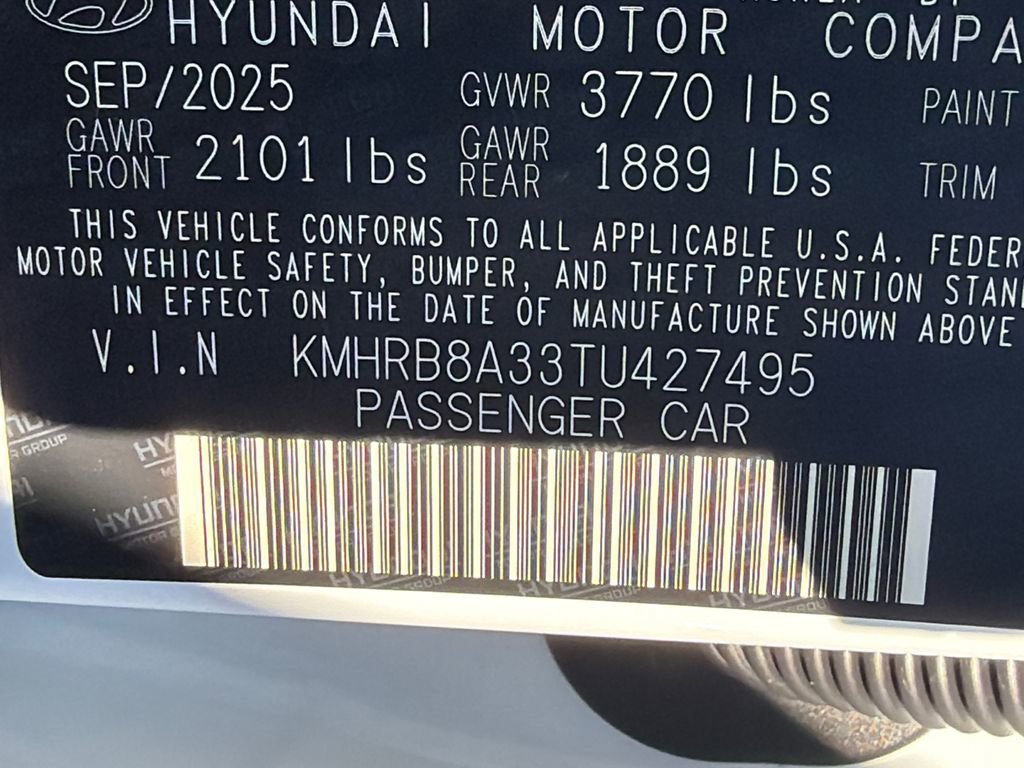 HYUNDAI MOTOR COMPA
SEP/2025 GVWR 3770 lbs PAINT
GAWR FRONT 2101 lbs GAWR REAR 1889 lbs TRIM
THIS VEHICLE CONFORMS TO ALL APPLICABLE U.S.A. FEDER
MOTOR VEHICLE SAFETY, BUMPER, AND THEFT PREVENTION STAN
IN EFFECT ON THE DATE OF MANUFACTURE SHOWN ABOVE
V.I.N KMHRB8A33TU427495
PASSENGER CAR